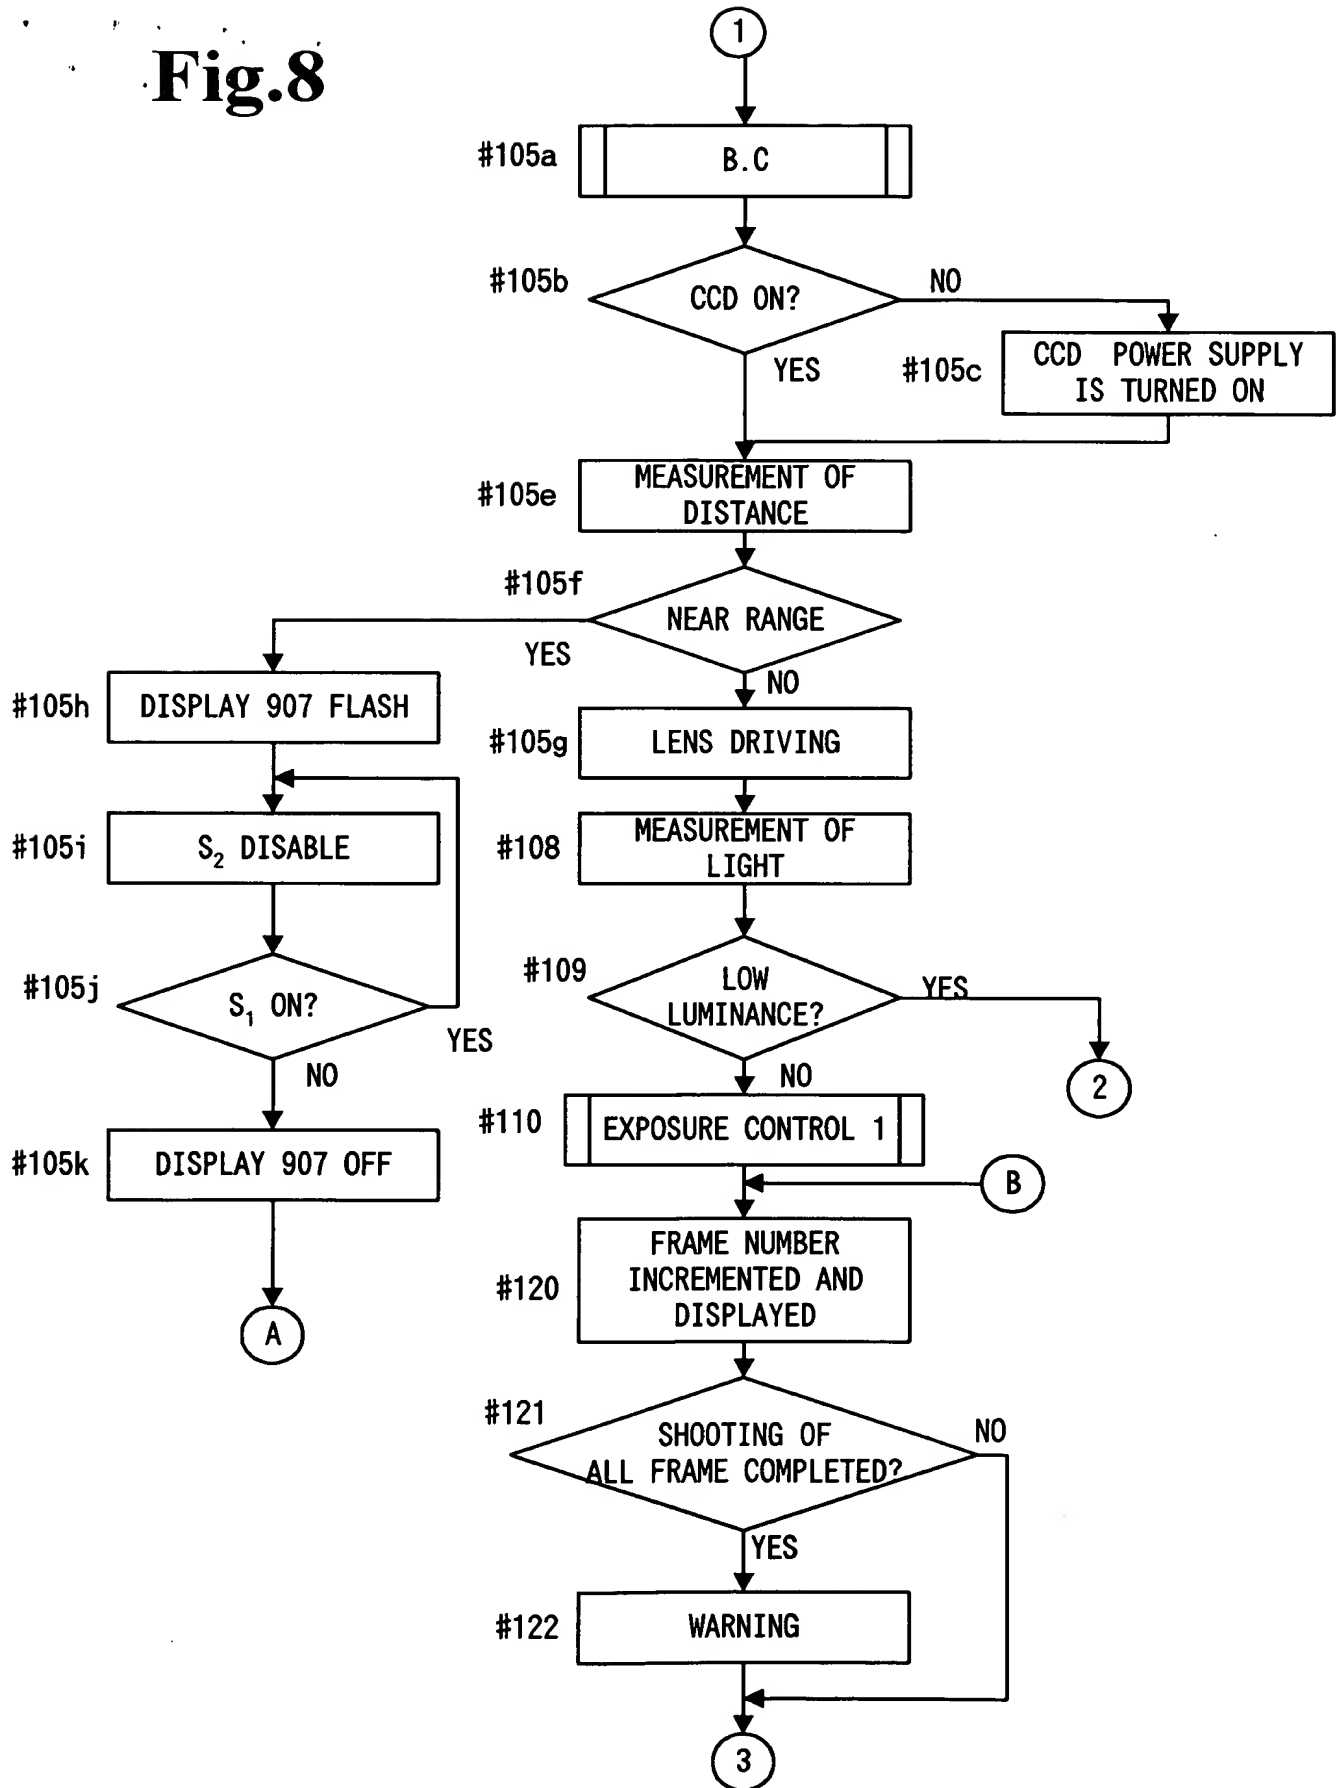 Fig.8
1
#105a
B.C
#105b
CCD ON?
NO
YES
#105c
CCD POWER SUPPLY
IS TURNED ON
#105e
MEASUREMENT OF
DISTANCE
#105f
NEAR RANGE
YES
NO
#105h
DISPLAY 907 FLASH
#105g
LENS DRIVING
#105i
S2 DISABLE
#108
MEASUREMENT OF
LIGHT
#105j
S1 ON?
YES
NO
#109
LOW
LUMINANCE?
YES
NO
2
#105k
DISPLAY 907 OFF
#110
EXPOSURE CONTROL 1
B
A
#120
FRAME NUMBER
INCREMENTED AND
DISPLAYED
#121
SHOOTING OF
ALL FRAME COMPLETED?
NO
YES
#122
WARNING
3